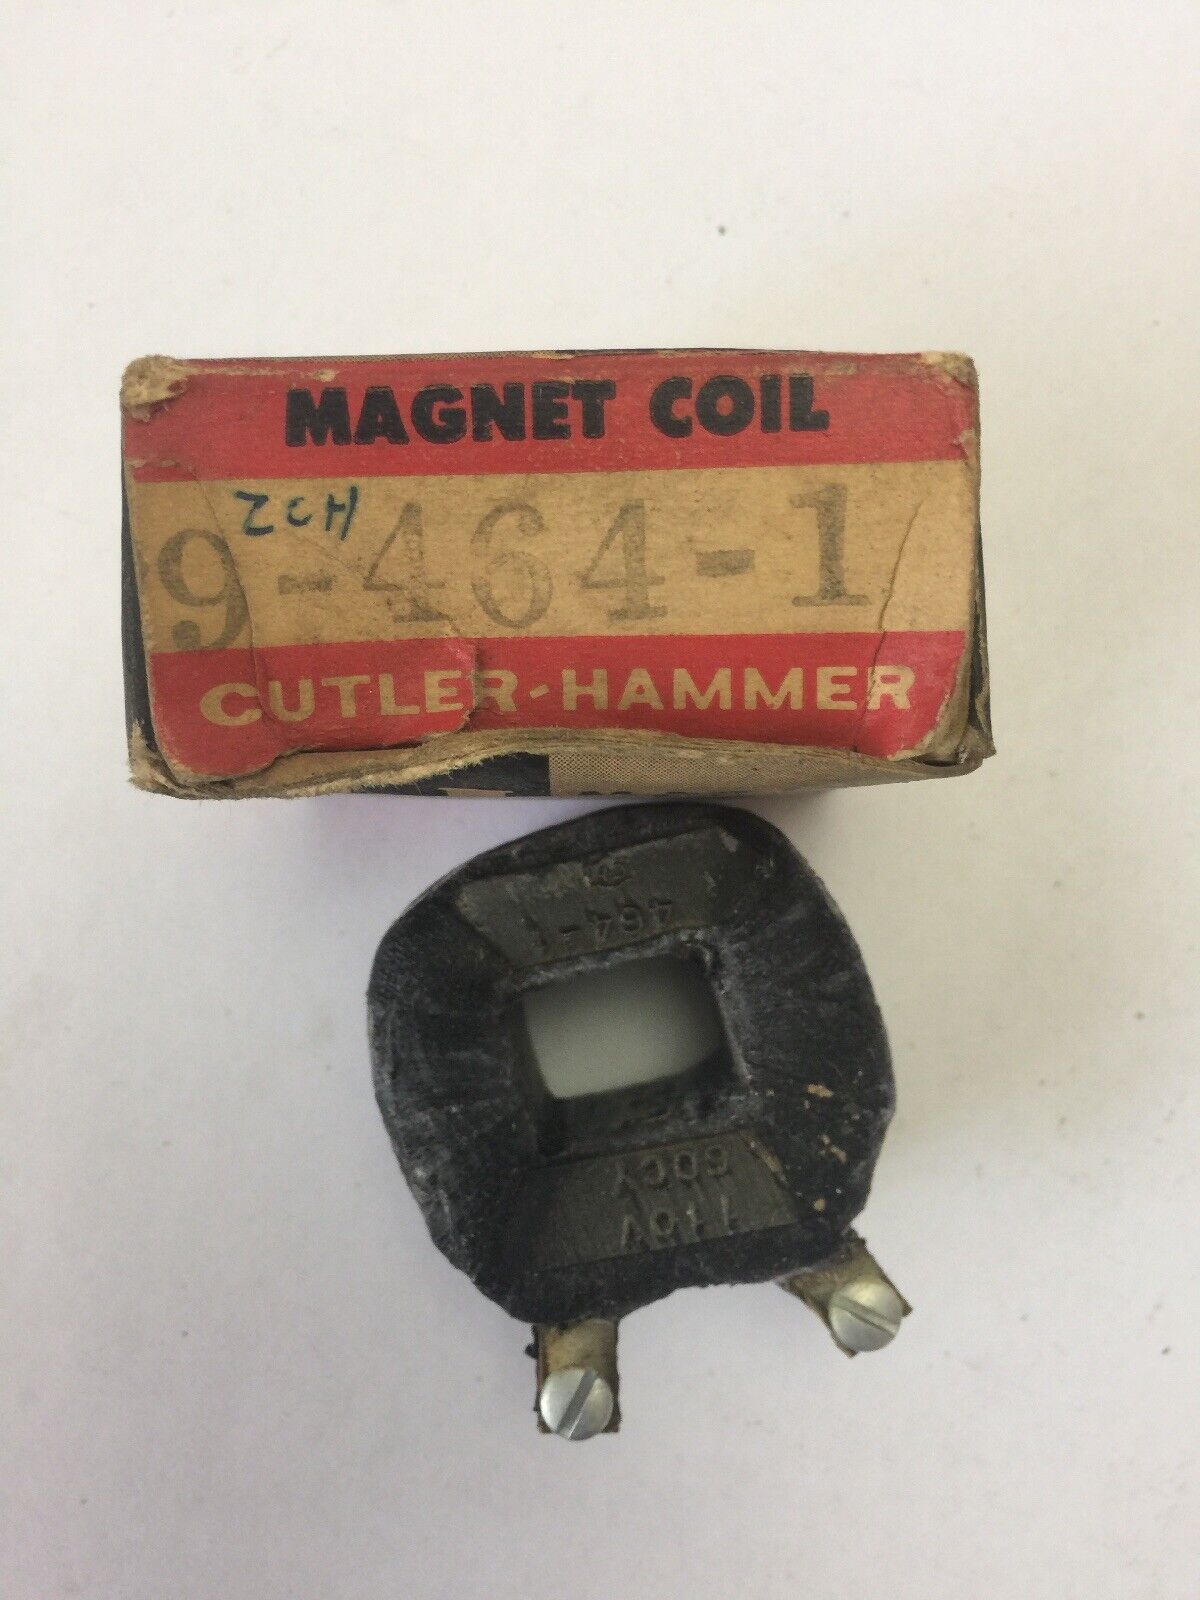 MAGNET COIL
ZCH
9-464-1
CUTLER-HAMMER
464-1
60CY
110V